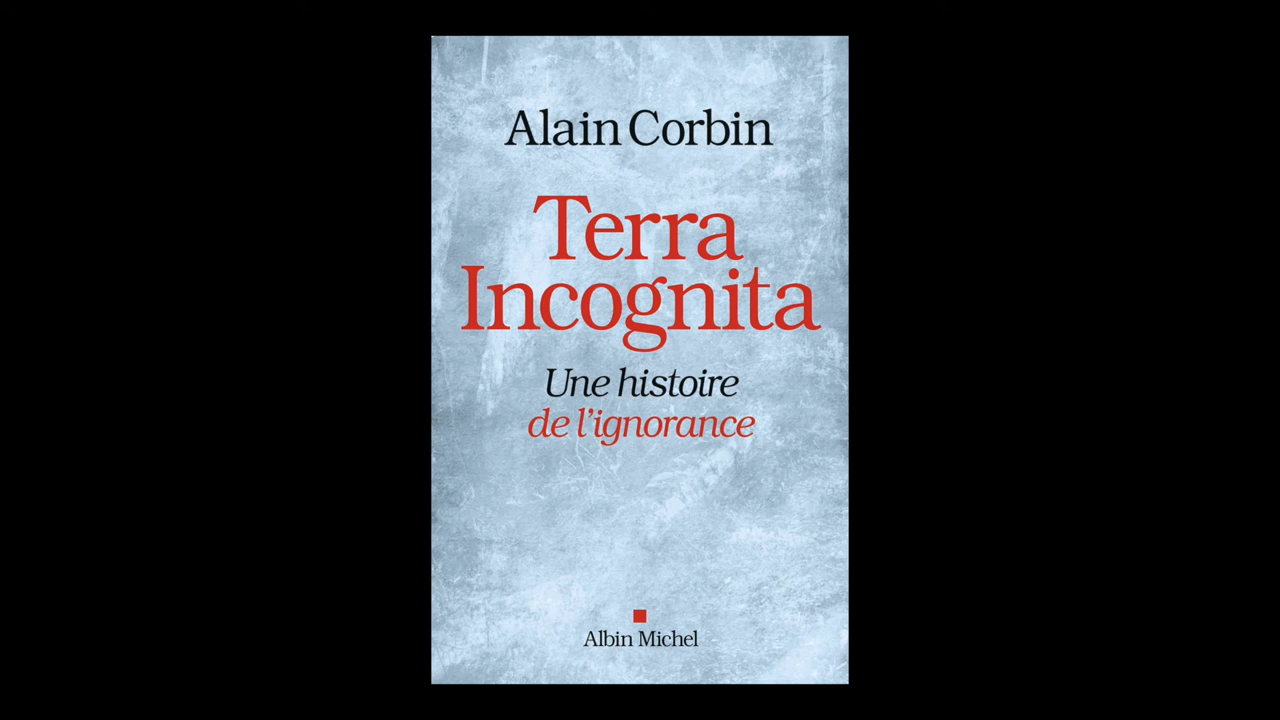 Alain Corbin
Terra
Incognita
Une histoire
de l’ignorance
Albin Michel